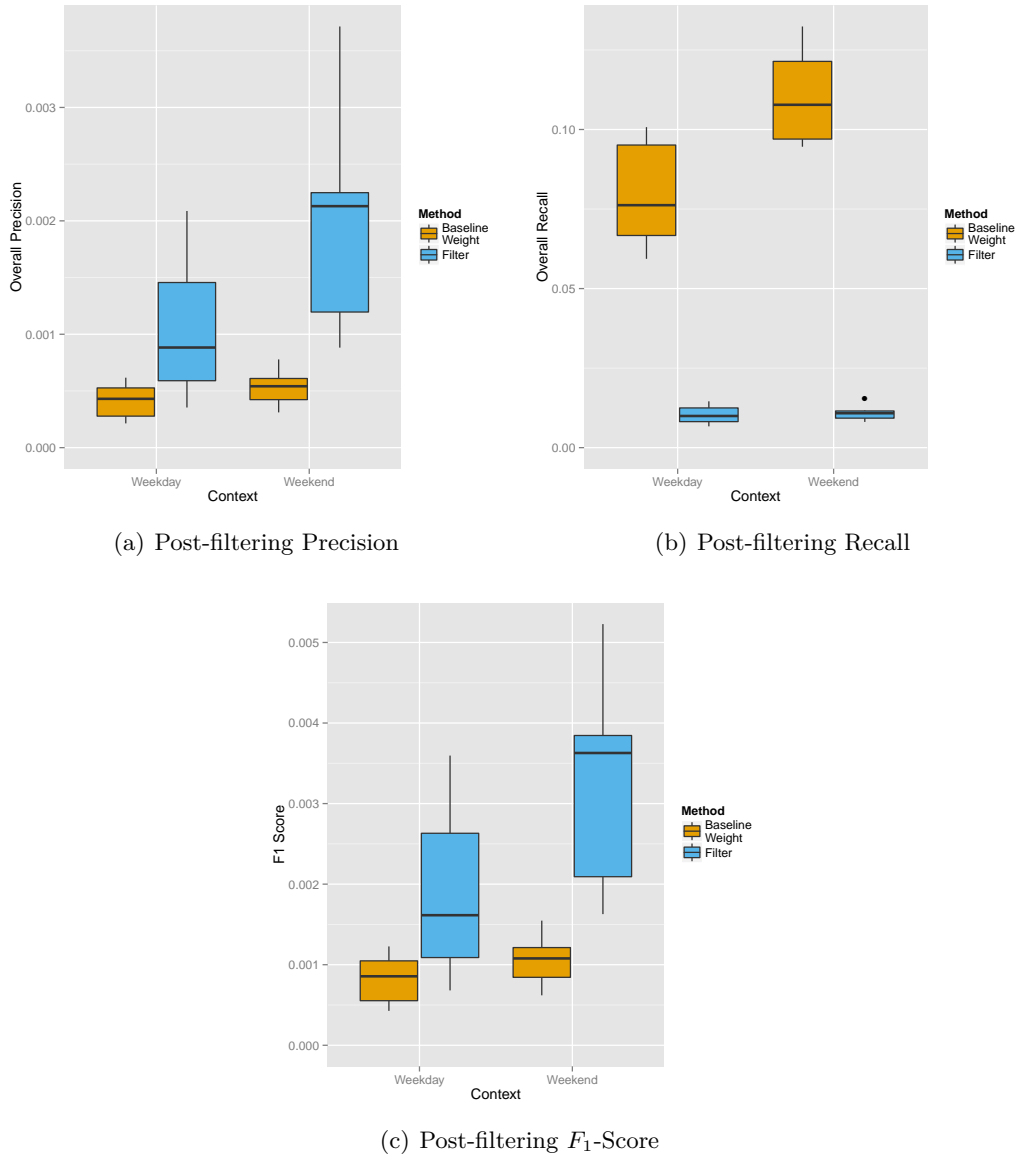 0.003
0.002
0.001
0.000
Overall Precision
Weekday
Weekend
Context
Method
Baseline
Weight
Filter
(a) Post-filtering Precision
0.10
0.05
0.00
Overall Recall
Weekday
Weekend
Context
Method
Baseline
Weight
Filter
(b) Post-filtering Recall
0.005
0.004
0.003
0.002
0.001
0.000
F1 Score
Weekday
Weekend
Context
Method
Baseline
Weight
Filter
(c) Post-filtering F1-Score